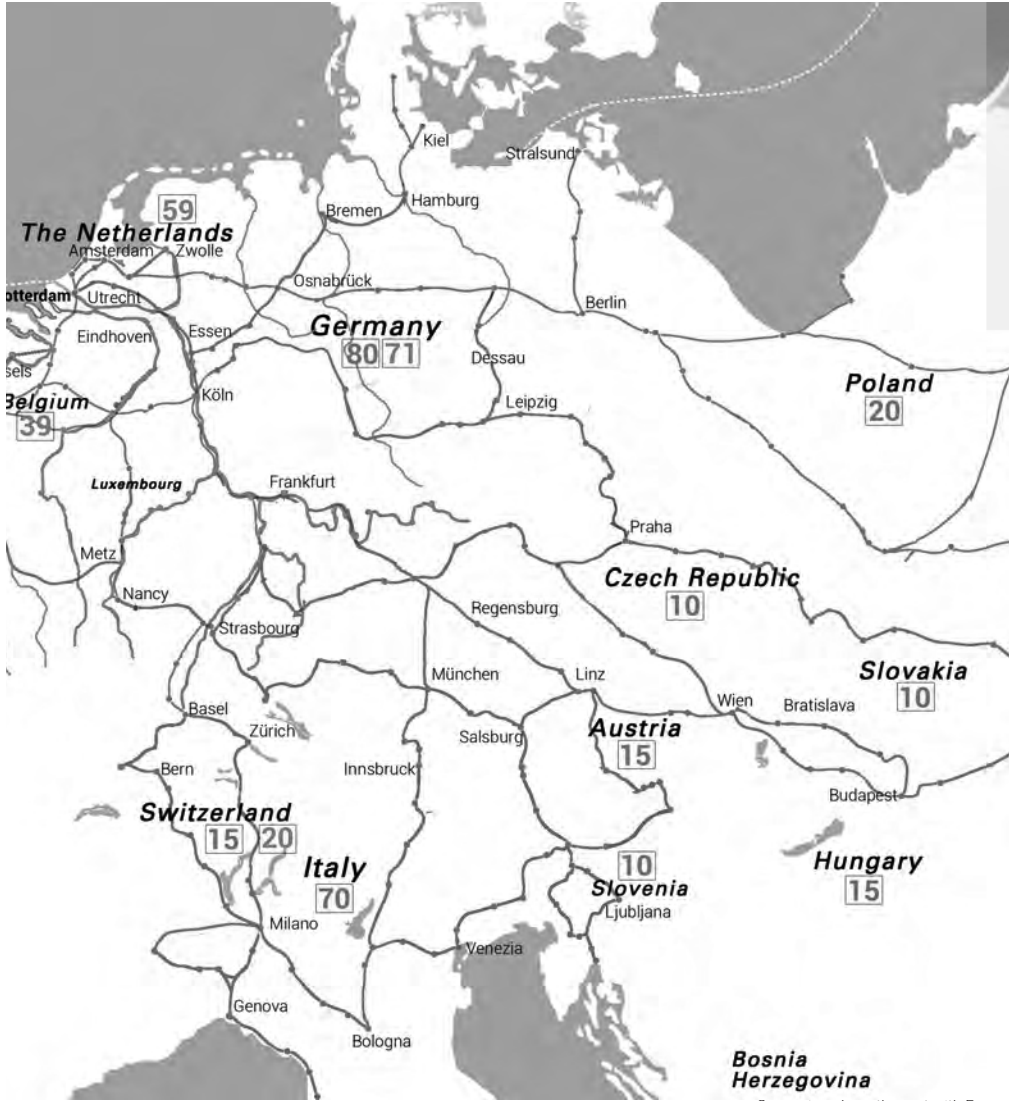 Kiel
Stralsund
Hamburg
Bremen
59
The Netherlands
Amsterdam
Zwolle
Osnabrück
Berlin
otterdam
Utrecht
Essen
Germany
80 71
Eindhoven
Dessau
sels
Köln
Poland
20
Belgium
39
Leipzig
Luxembourg
Frankfurt
Praha
Metz
Czech Republic
10
Nancy
Regensburg
Strasbourg
Slovakia
10
München
Linz
Basel
Wien
Bratislava
Zürich
Salsburg
Austria
15
Bern
Innsbruck
Budapest
Switzerland
15 20
Italy
70
10
Slovenia
Hungary
15
Ljubljana
Milano
Venezia
Genova
Bologna
Bosnia
Herzegovina